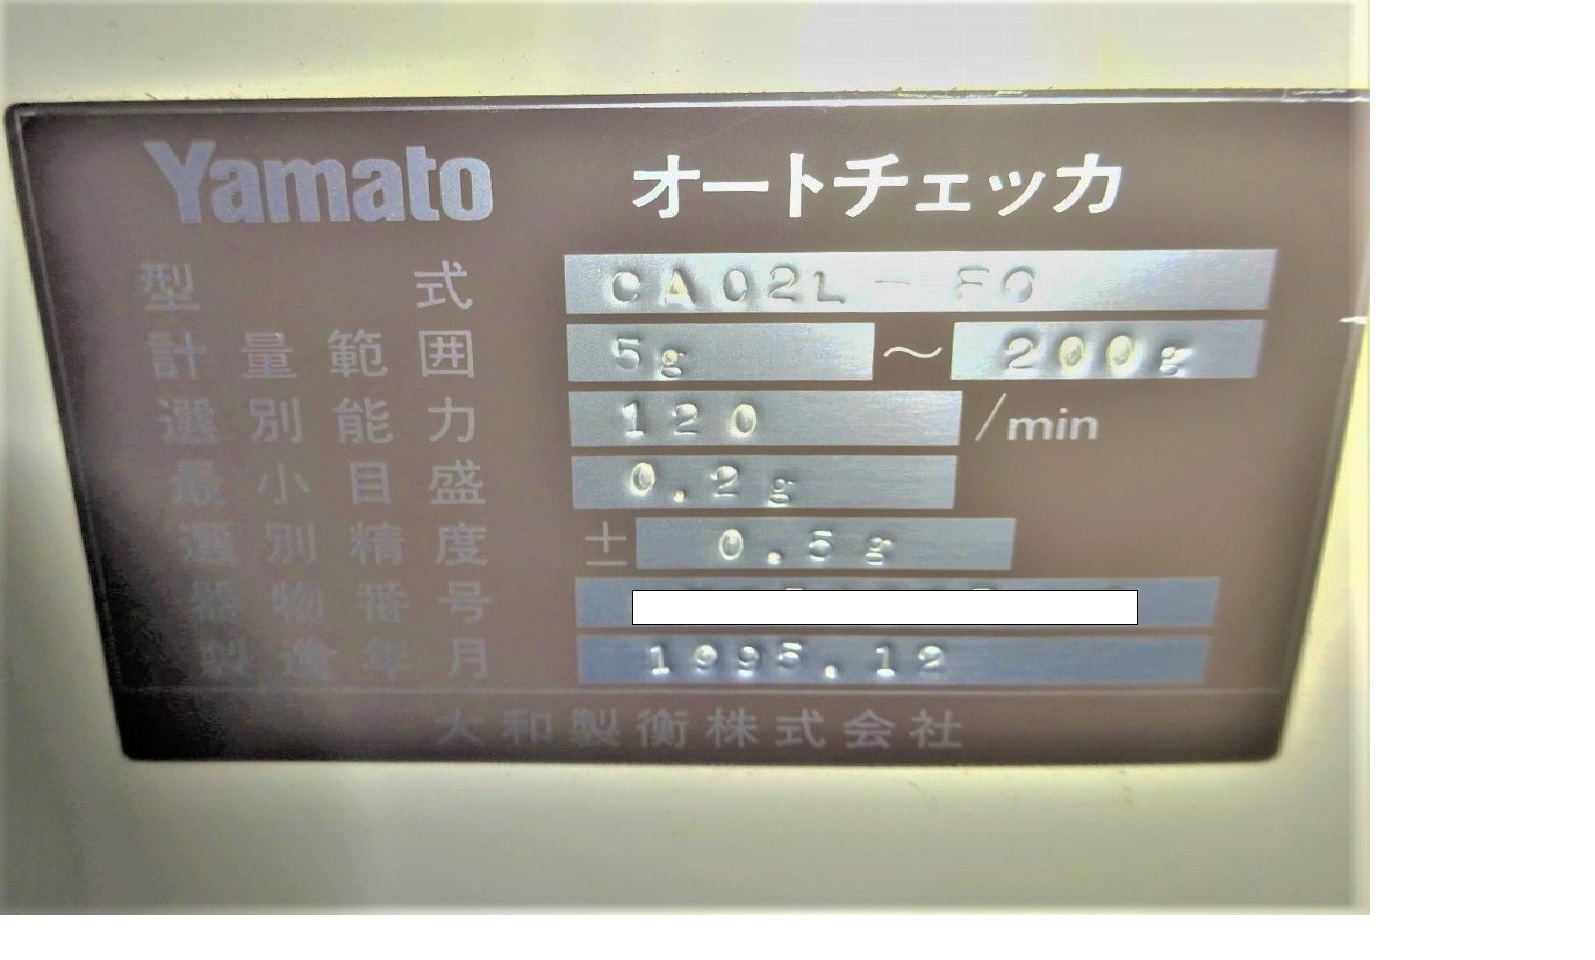 Yamato オートチェッカ
型式 CA02L-FO
計量範囲 5g ～ 200g
選別能力 120 /min
最小目盛 0.2g
選別精度 ± 0.5g
器物番号
製造年月 1995.12
大和製衡株式会社